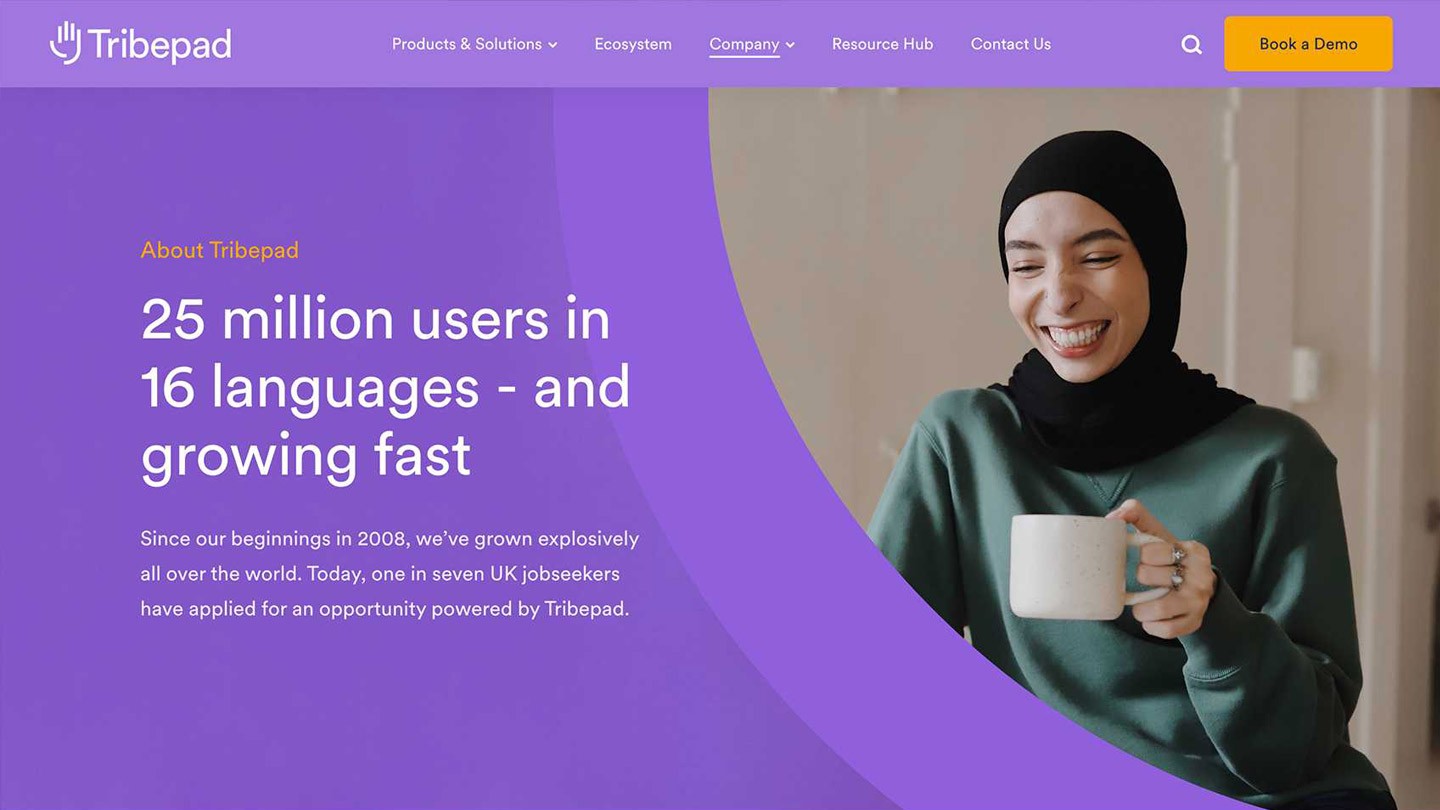 Tribepad
Products & Solutions
Ecosystem
Company
Resource Hub
Contact Us
Book a Demo
About Tribepad
25 million users in
16 languages - and
growing fast
Since our beginnings in 2008, we’ve grown explosively
all over the world. Today, one in seven UK jobseekers
have applied for an opportunity powered by Tribepad.